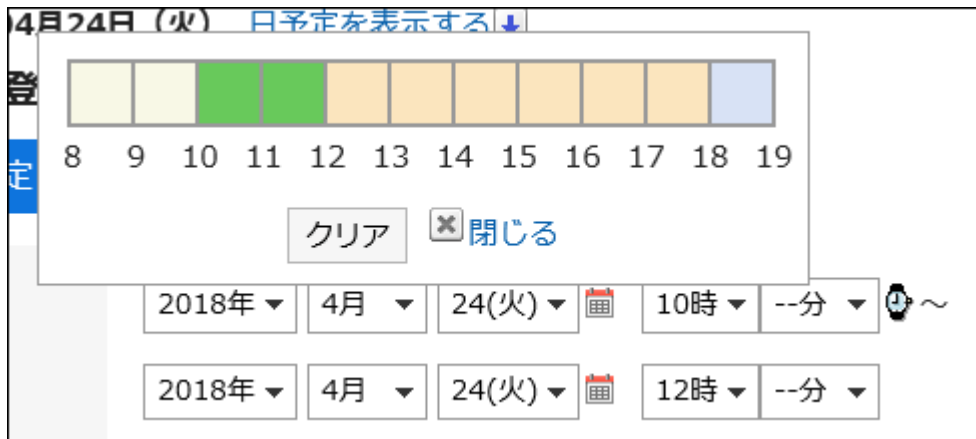 04月24日（火） 日予定を表示する
登
8 9 10 11 12 13 14 15 16 17 18 19
定
クリア 閉じる
2018年 4月 24(火) 10時 --分 ～
2018年 4月 24(火) 12時 --分